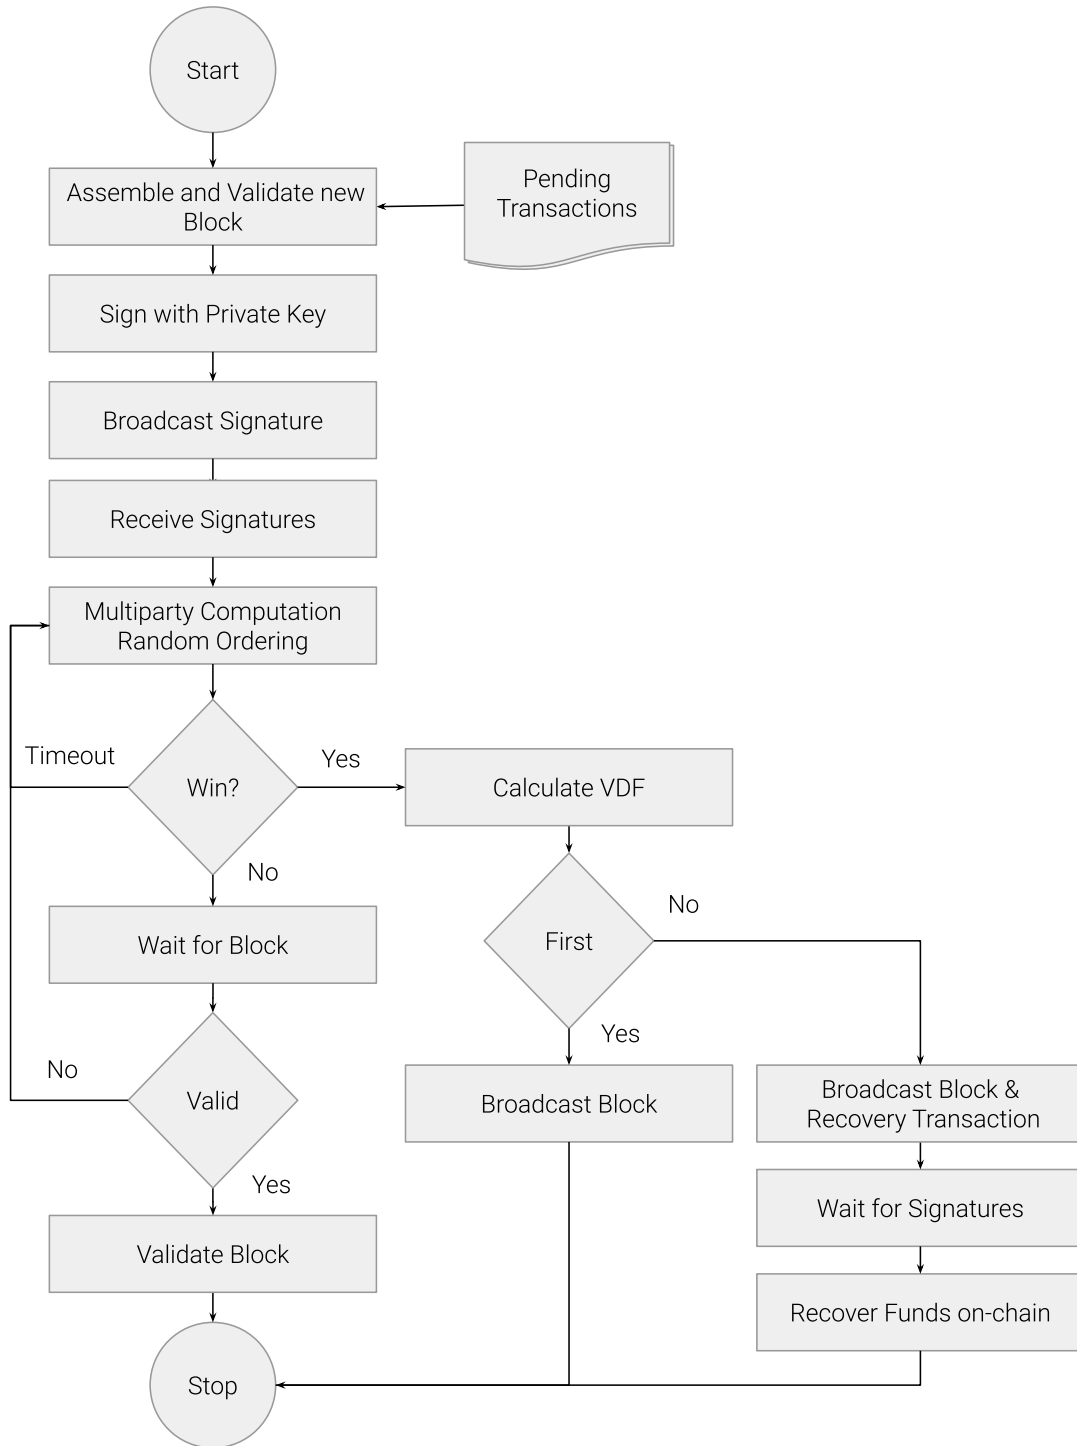 Start
Pending
Transactions
Assemble and Validate new
Block
Sign with Private Key
Broadcast Signature
Receive Signatures
Multiparty Computation
Random Ordering
Timeout
Win?
Yes
Calculate VDF
No
No
Wait for Block
First
Yes
No
Valid
Broadcast Block
Broadcast Block &
Recovery Transaction
Yes
Wait for Signatures
Validate Block
Recover Funds on-chain
Stop